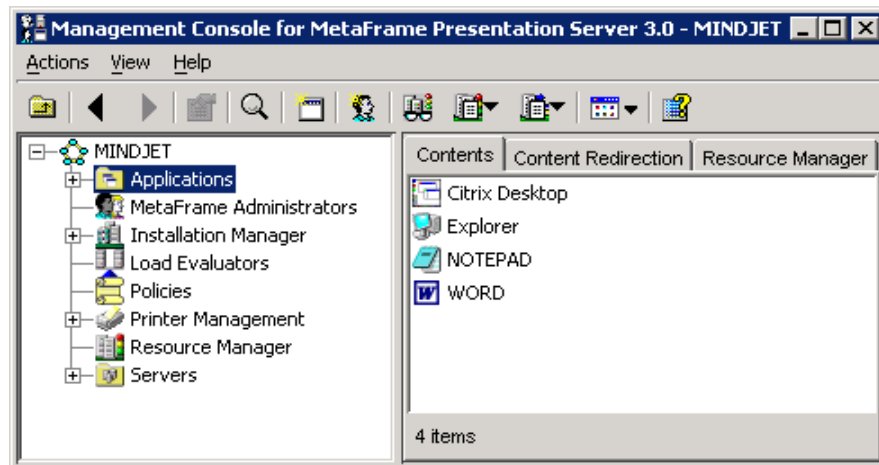 Management Console for MetaFrame Presentation Server 3.0 - MINDJET
Actions View Help
MINDJET
Applications
MetaFrame Administrators
Installation Manager
Load Evaluators
Policies
Printer Management
Resource Manager
Servers
Contents Content Redirection Resource Manager
Citrix Desktop
Explorer
NOTEPAD
WORD
4 items